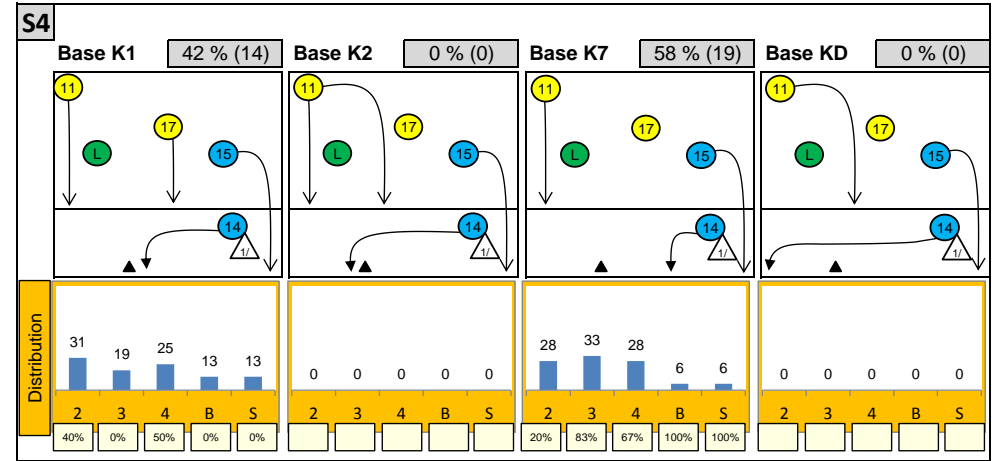 S4
Base K1 42 % (14) Base K2 0 % (0) Base K7 58 % (19) Base KD 0 % (0)
11 11 11 11
17 17 17 17
L 15 L 15 L 15 L 15
14 14 14 14
1/ 1/ 1/ 1/
Distribution
31 19 25 13 13 0 0 0 0 0 28 33 28 6 6 0 0 0 0 0
2 3 4 B S 2 3 4 B S 2 3 4 B S 2 3 4 B S
40% 0% 50% 0% 0% 20% 83% 67% 100% 100%